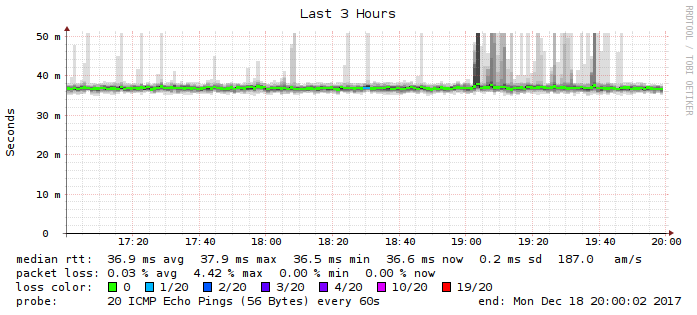 Last 3 Hours
RRDTOOL / TOBI OETIKER
Seconds
50 m
40 m
30 m
20 m
10 m
0
17:20 17:40 18:00 18:20 18:40 19:00 19:20 19:40 20:00
median rtt: 36.9 ms avg 37.9 ms max 36.5 ms min 36.6 ms now 0.2 ms sd 187.0 am/s
packet loss: 0.03 % avg 4.42 % max 0.00 % min 0.00 % now
loss color: 0 1/20 2/20 3/20 4/20 10/20 19/20
probe: 20 ICMP Echo Pings (56 Bytes) every 60s end: Mon Dec 18 20:00:02 2017